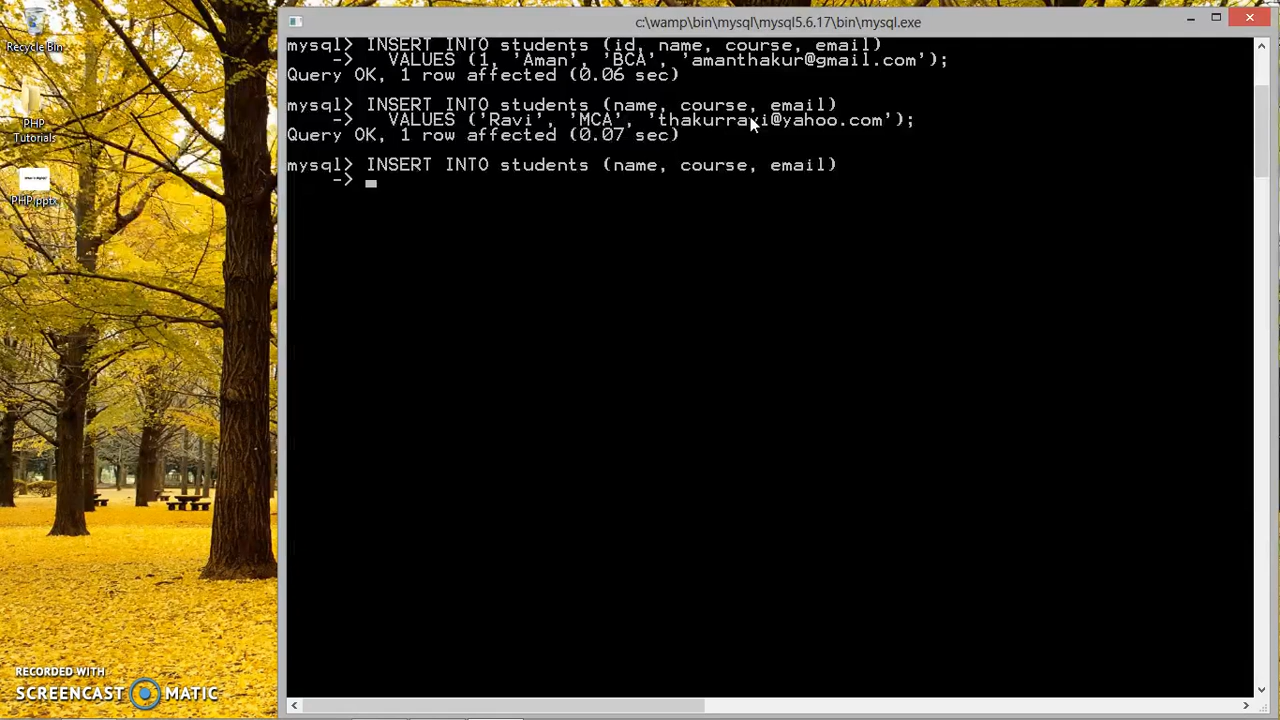 c:\wamp\bin\mysql\mysql5.6.17\bin\mysql.exe
mysql> INSERT INTO students (id, name, course, email)
    ->   VALUES (1, 'Aman', 'BCA', 'amanthakur@gmail.com');
Query OK, 1 row affected (0.06 sec)
mysql> INSERT INTO students (name, course, email)
    ->   VALUES ('Ravi', 'MCA', 'thakurravi@yahoo.com');
Query OK, 1 row affected (0.07 sec)
mysql> INSERT INTO students (name, course, email)
    ->
Recycle Bin
PHP
Tutorials
PHP.pptx
RECORDED WITH
SCREENCAST MATIC